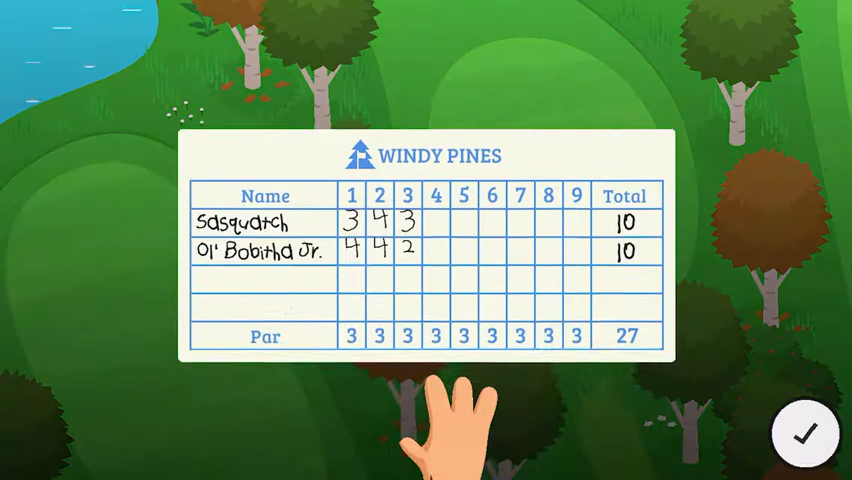 WINDY PINES
Name 1 2 3 4 5 6 7 8 9 Total
Sasquatch 3 4 3 10
Ol' Bobitha Jr. 4 4 2 10
Par 3 3 3 3 3 3 3 3 3 27